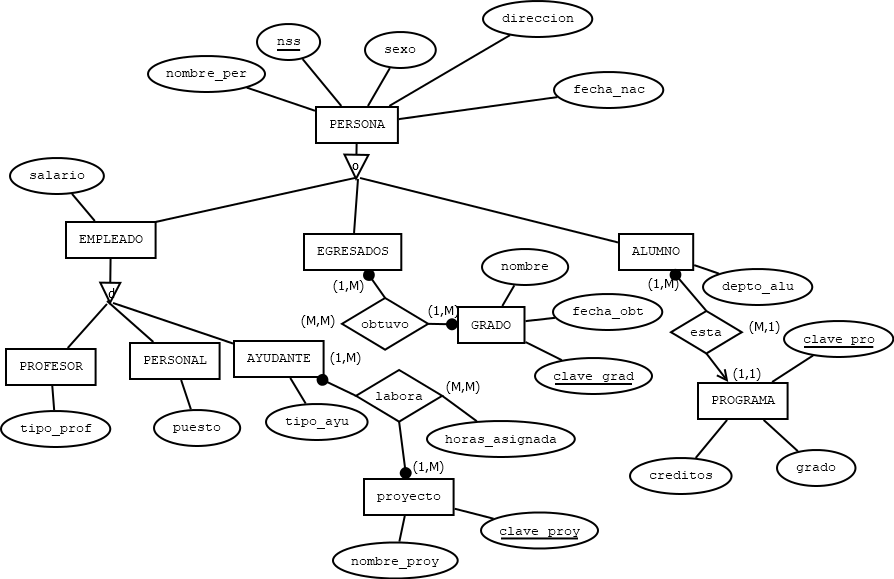 direccion
nss
sexo
nombre_per
fecha_nac
PERSONA
o
salario
EMPLEADO
EGRESADOS
ALUMNO
nombre
(1,M)
(1,M)
depto_alu
d
(1,M)
fecha_obt
(M,M)
obtuvo
GRADO
esta
(M,1)
clave_pro
PROFESOR
PERSONAL
AYUDANTE
(1,M)
clave_grad
(1,1)
labora
(M,M)
PROGRAMA
tipo_prof
puesto
tipo_ayu
horas_asignada
(1,M)
creditos
grado
proyecto
clave_proy
nombre_proy